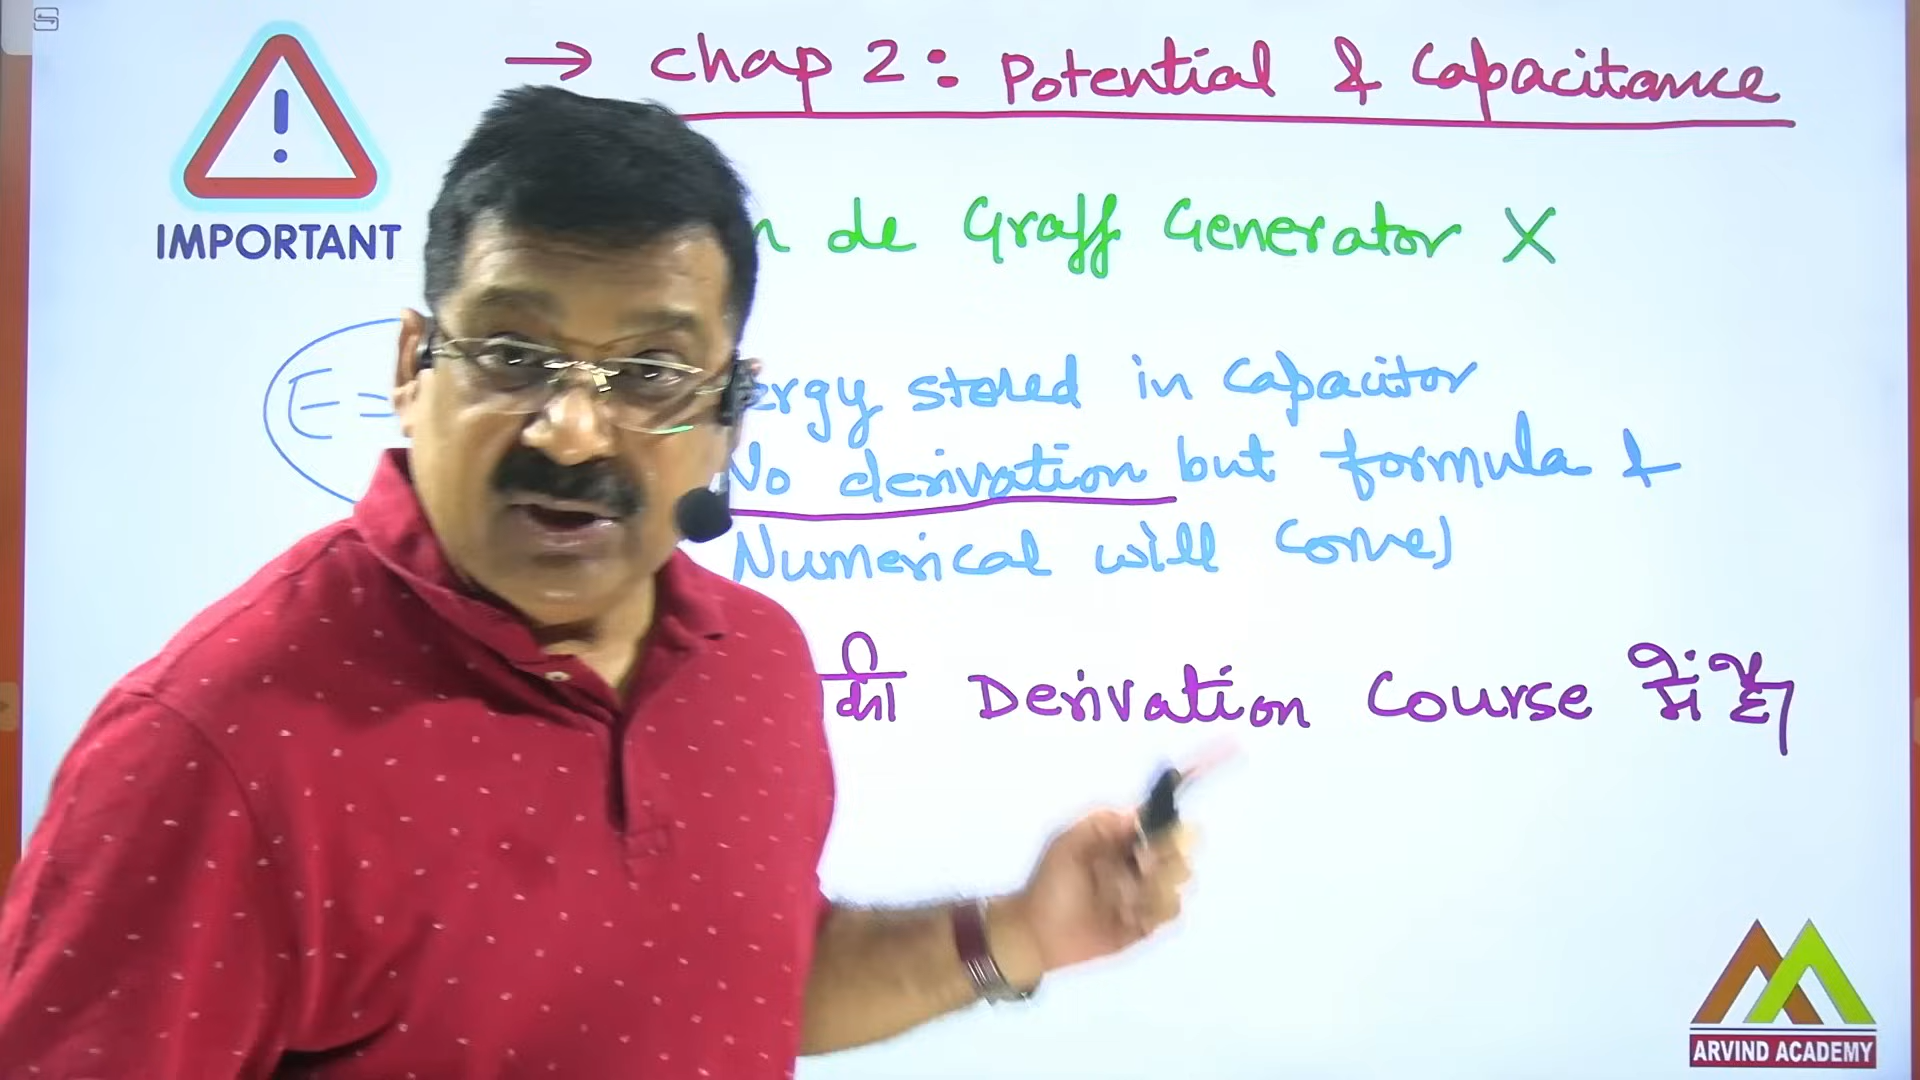 → Chap 2: Potential & Capacitance
IMPORTANT
de Graff Generator X
E=
stored in Capacitor
No derivation but formula &
Numerical will Come)
की Derivation Course में है
ARVIND ACADEMY